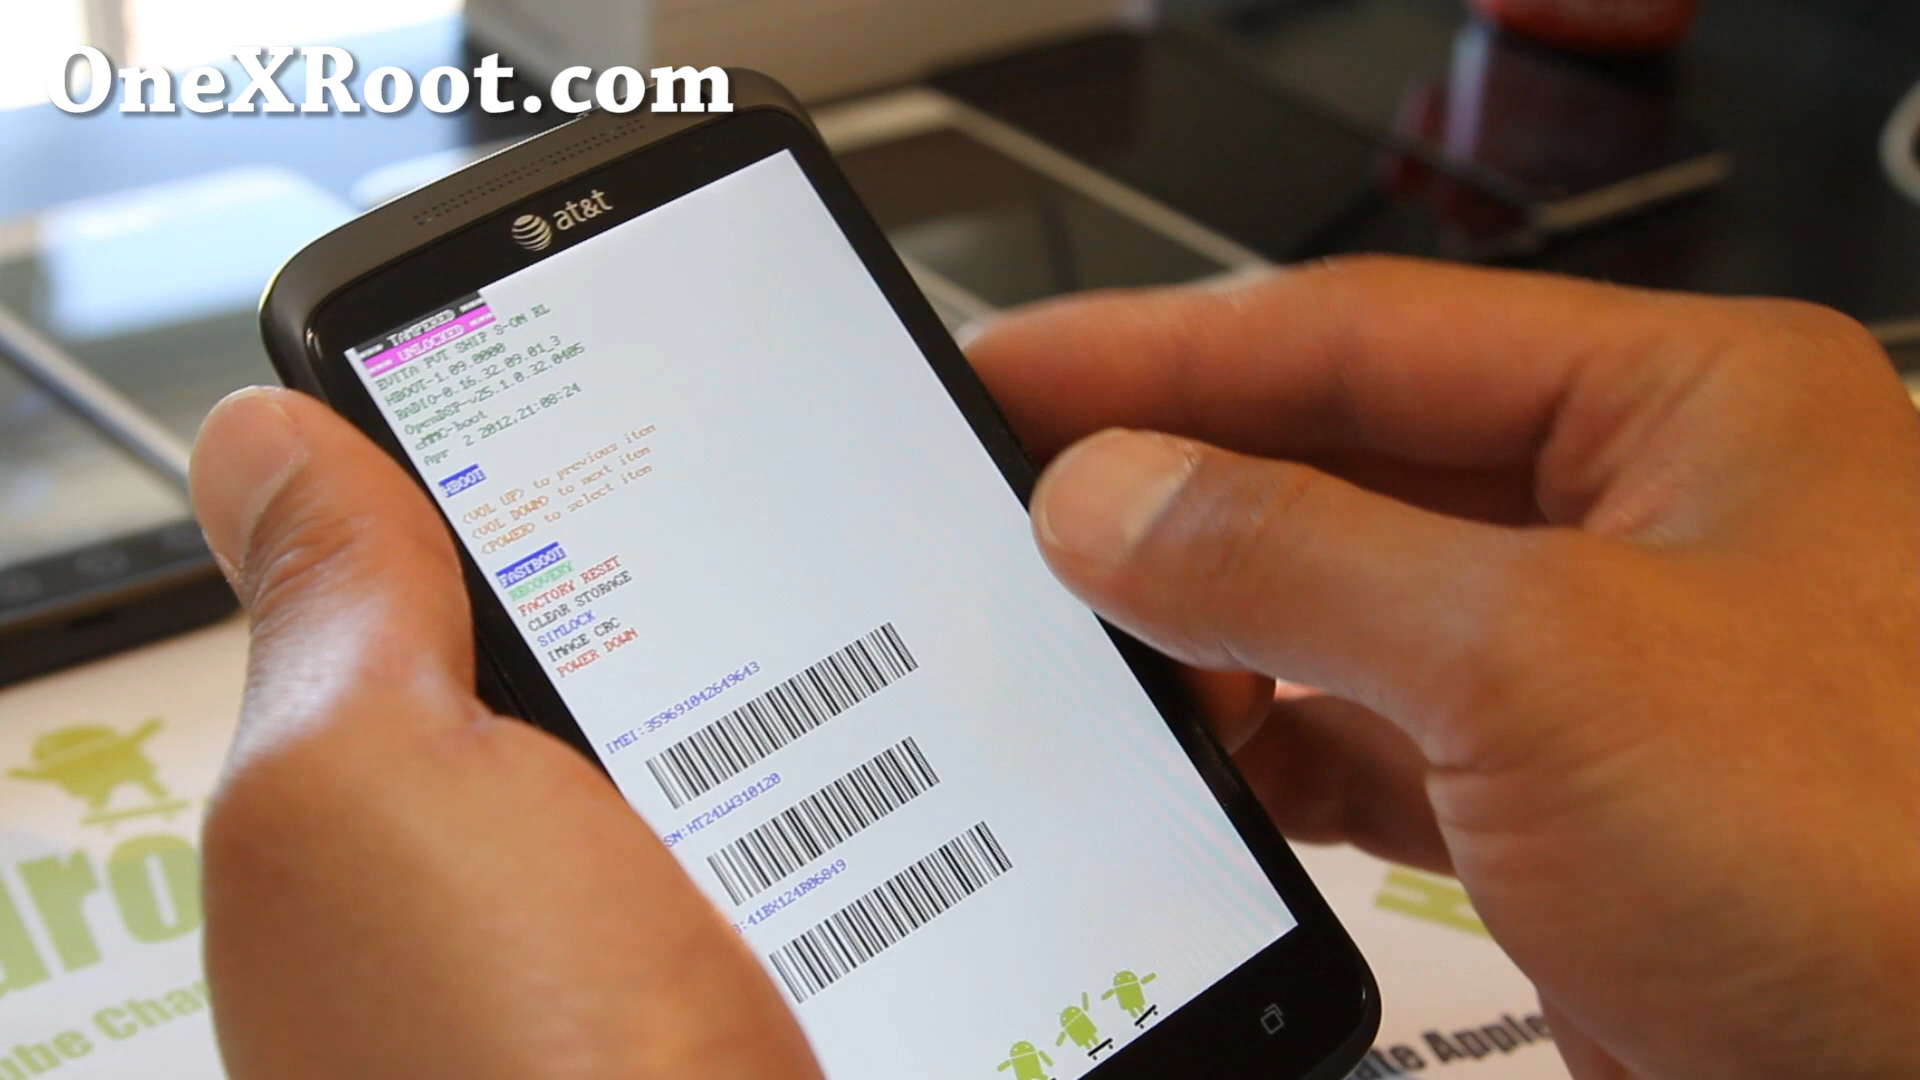 OneXRoot.com
at&t
*** TAMPERED ***
*** UNLOCKED ***
EVITA PVT SHIP S-ON RL
HBOOT-1.09.0000
RADIO-0.16.32.09.01_3
OpenDSP-v25.1.0.32.0405
eMMC-boot
Apr 2 2012,21:08:24
HBOOT
<VOL UP> to previous item
<VOL DOWN> to next item
<POWER> to select item
FASTBOOT
RECOVERY
FACTORY RESET
CLEAR STORAGE
SIMLOCK
IMAGE CRC
POWER DOWN
IMEI:359691042649643
SN:HT24LW310120
:41BX124R06849